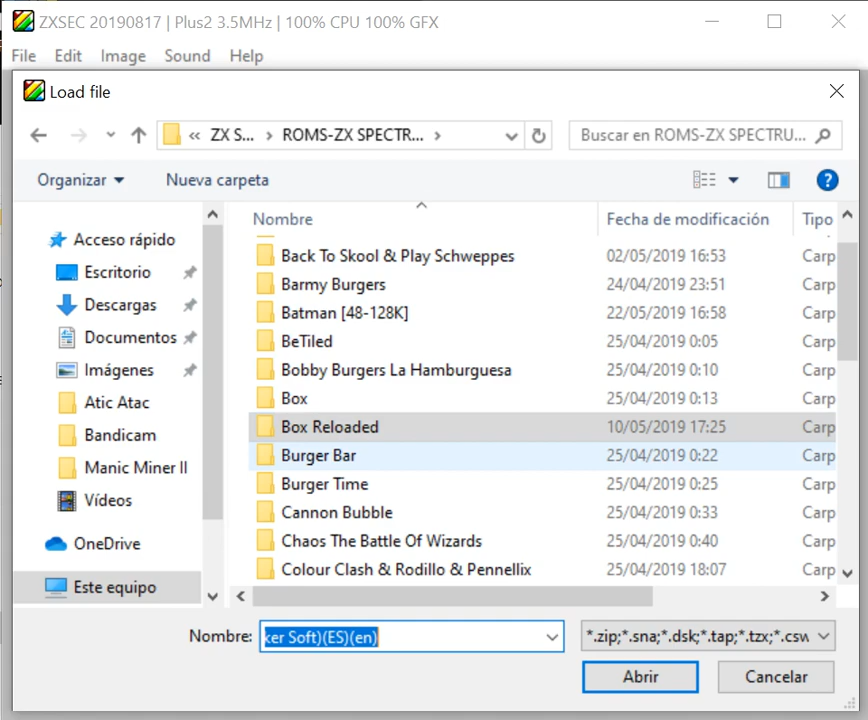 ZXSEC 20190817 | Plus2 3.5MHz | 100% CPU 100% GFX
File Edit Image Sound Help
Load file
« ZX S... › ROMS-ZX SPECTR... › Buscar en ROMS-ZX SPECTRU...
Organizar Nueva carpeta ?
Nombre Fecha de modificación Tipo
Acceso rápido
Escritorio
Descargas
Documentos
Imágenes
Atic Atac
Bandicam
Manic Miner II
Vídeos
OneDrive
Este equipo
Back To Skool & Play Schweppes 02/05/2019 16:53 Carp
Barmy Burgers 24/04/2019 23:51 Carp
Batman [48-128K] 22/05/2019 16:58 Carp
BeTiled 25/04/2019 0:05 Carp
Bobby Burgers La Hamburguesa 25/04/2019 0:10 Carp
Box 25/04/2019 0:13 Carp
Box Reloaded 10/05/2019 17:25 Carp
Burger Bar 25/04/2019 0:22 Carp
Burger Time 25/04/2019 0:25 Carp
Cannon Bubble 25/04/2019 0:33 Carp
Chaos The Battle Of Wizards 25/04/2019 0:40 Carp
Colour Clash & Rodillo & Pennellix 25/04/2019 18:07 Carp
Nombre: ker Soft)(ES)(en) *.zip;*.sna;*.dsk;*.tap;*.tzx;*.csw
Abrir Cancelar